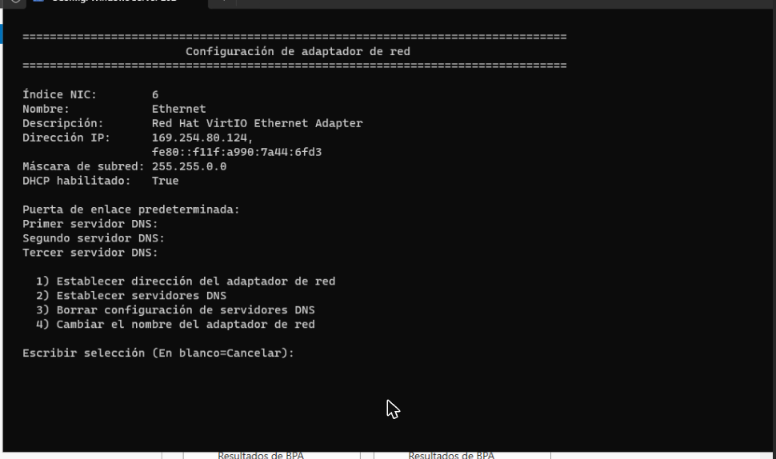 ================================================================================
Configuración de adaptador de red
================================================================================
Índice NIC: 6
Nombre: Ethernet
Descripción: Red Hat VirtIO Ethernet Adapter
Dirección IP: 169.254.80.124,
fe80::f11f:a990:7a44:6fd3
Máscara de subred: 255.255.0.0
DHCP habilitado: True
Puerta de enlace predeterminada:
Primer servidor DNS:
Segundo servidor DNS:
Tercer servidor DNS:
1) Establecer dirección del adaptador de red
2) Establecer servidores DNS
3) Borrar configuración de servidores DNS
4) Cambiar el nombre del adaptador de red
Escribir selección (En blanco=Cancelar):
Resultados de BPA Resultados de BPA